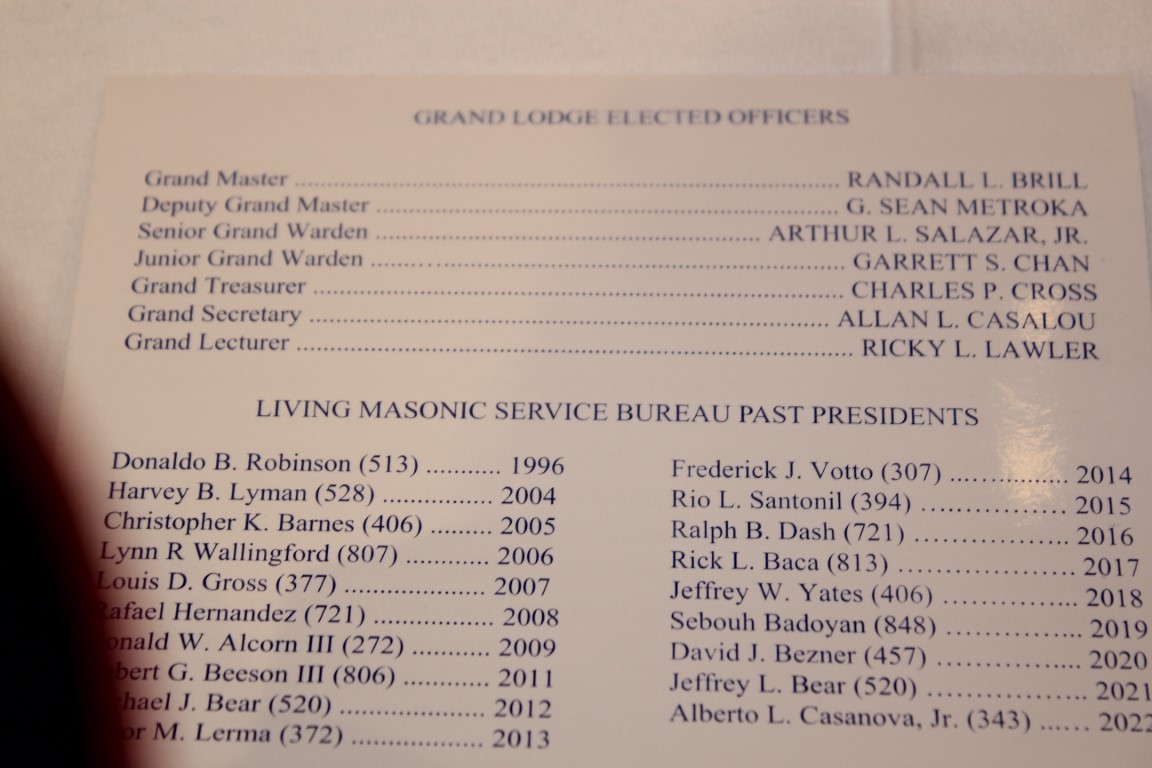 GRAND LODGE ELECTED OFFICERS
Grand Master ........................................ RANDALL L. BRILL
Deputy Grand Master ........................................ G. SEAN METROKA
Senior Grand Warden ........................................ ARTHUR L. SALAZAR, JR.
Junior Grand Warden ........................................ GARRETT S. CHAN
Grand Treasurer ........................................ CHARLES P. CROSS
Grand Secretary ........................................ ALLAN L. CASALOU
Grand Lecturer ........................................ RICKY L. LAWLER
LIVING MASONIC SERVICE BUREAU PAST PRESIDENTS
Donaldo B. Robinson (513) ........... 1996
Harvey B. Lyman (528) ................ 2004
Christopher K. Barnes (406) ......... 2005
Lynn R Wallingford (807) ............ 2006
Louis D. Gross (377) ..................... 2007
Rafael Hernandez (721) .................. 2008
onald W. Alcorn III (272) ........... 2009
bert G. Beeson III (806) ............ 2011
hael J. Bear (520) ..................... 2012
or M. Lerma (372) ................... 2013
Frederick J. Votto (307) ................ 2014
Rio L. Santonil (394) ................ 2015
Ralph B. Dash (721) ................. 2016
Rick L. Baca (813) .................... 2017
Jeffrey W. Yates (406) .............. 2018
Sebouh Badoyan (848) ............... 2019
David J. Bezner (457) ................ 2020
Jeffrey L. Bear (520) .................. 2021
Alberto L. Casanova, Jr. (343) ...... 2022